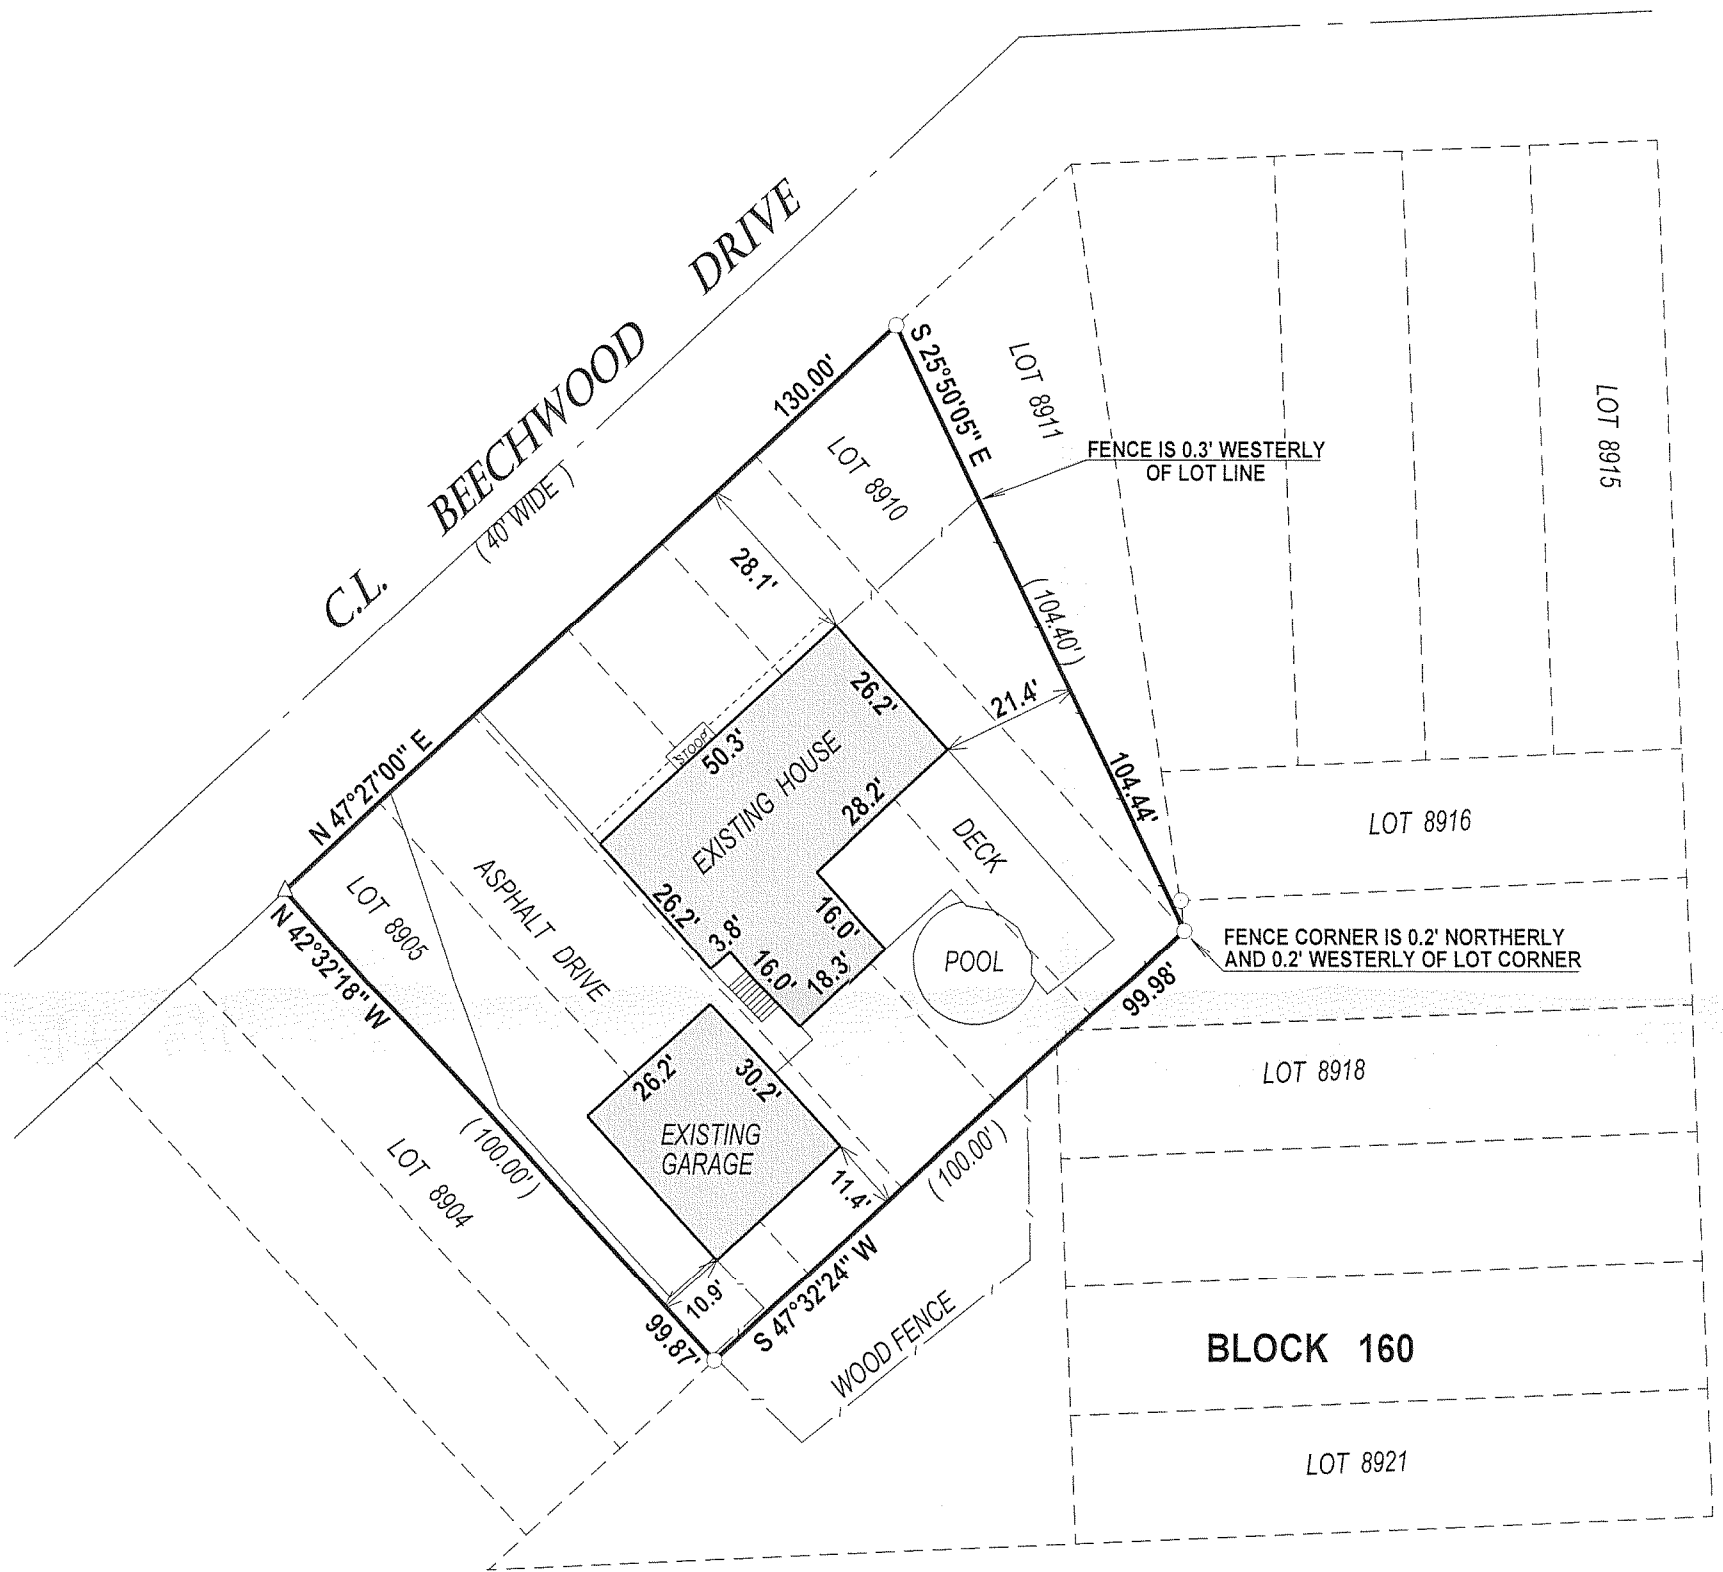 C.L. BEECHWOOD DRIVE
( 40' WIDE )
130.00'
N 47°27'00" E
S 25°50'05" E
LOT 8911
LOT 8910
LOT 8915
FENCE IS 0.3' WESTERLY
OF LOT LINE
28.1'
(104.40')
26.2'
21.4'
STOOP
50.3'
EXISTING HOUSE
28.2'
104.44'
LOT 8916
DECK
LOT 8905
ASPHALT DRIVE
26.2'
3.8'
16.0'
16.0'
18.3'
POOL
FENCE CORNER IS 0.2' NORTHERLY
AND 0.2' WESTERLY OF LOT CORNER
N 42°32'18" W
99.98'
26.2'
30.2'
LOT 8918
EXISTING
GARAGE
(100.00')
(100.00')
LOT 8904
11.4'
10.9'
99.87'
S 47°32'24" W
WOOD FENCE
BLOCK 160
LOT 8921